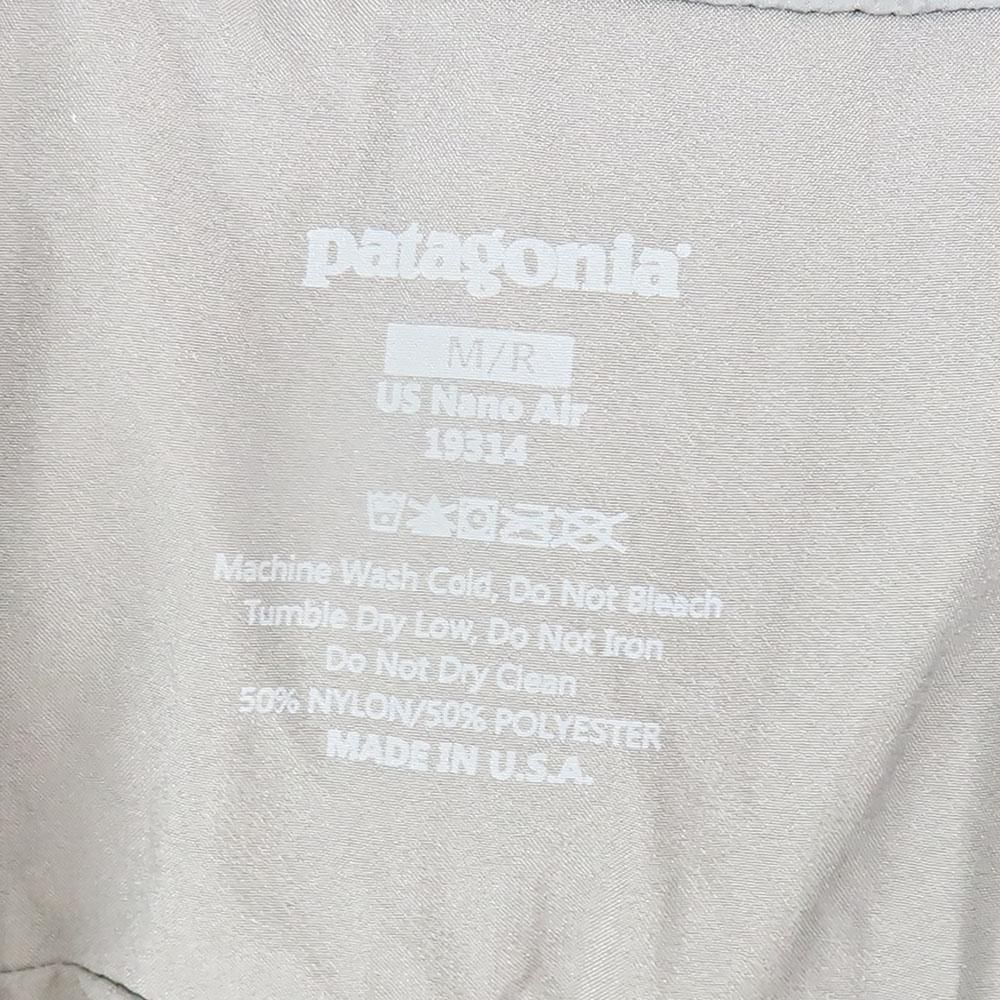 patagonia®
M/R
US Nano Air
19314
Machine Wash Cold, Do Not Bleach
Tumble Dry Low, Do Not Iron
Do Not Dry Clean
50% NYLON/50% POLYESTER
MADE IN U.S.A.